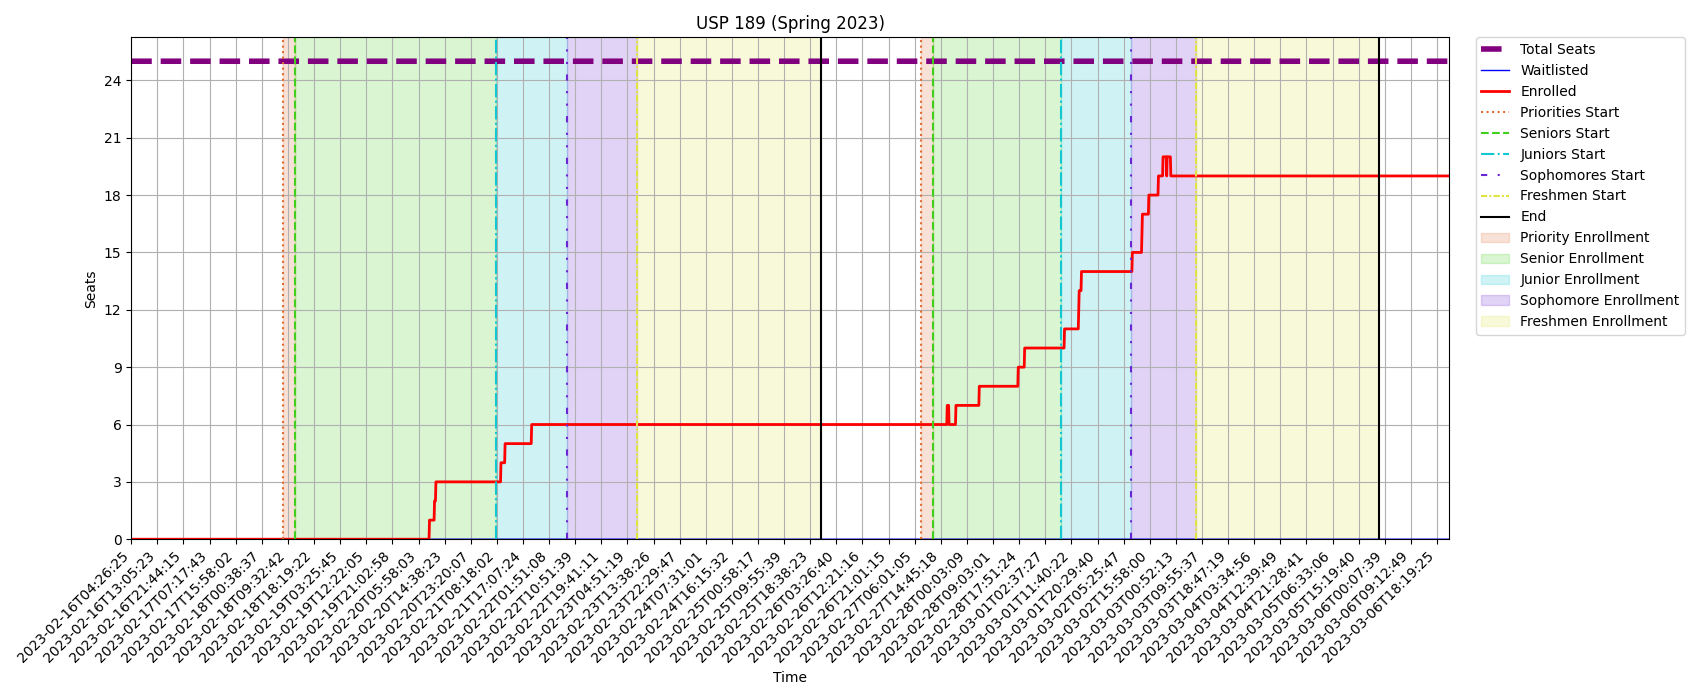 USP 189 (Spring 2023)
Seats
24
21
18
15
12
9
6
3
0
2023-02-16T04:26:25
2023-02-16T13:05:23
2023-02-16T21:44:15
2023-02-17T07:17:43
2023-02-17T15:58:02
2023-02-18T00:38:37
2023-02-18T09:32:42
2023-02-18T18:19:22
2023-02-19T03:25:45
2023-02-19T12:22:05
2023-02-19T21:02:58
2023-02-20T05:58:03
2023-02-20T14:38:23
2023-02-20T23:20:07
2023-02-21T08:18:02
2023-02-21T17:07:24
2023-02-22T01:51:08
2023-02-22T10:51:39
2023-02-22T19:41:11
2023-02-23T04:51:19
2023-02-23T13:38:26
2023-02-23T22:29:47
2023-02-24T07:31:01
2023-02-24T16:15:32
2023-02-25T00:58:17
2023-02-25T09:55:39
2023-02-25T18:38:23
2023-02-26T03:26:40
2023-02-26T12:21:16
2023-02-26T21:01:15
2023-02-27T06:01:05
2023-02-27T14:45:18
2023-02-28T00:03:09
2023-02-28T09:03:01
2023-02-28T17:51:24
2023-03-01T02:37:27
2023-03-01T11:40:22
2023-03-01T20:29:40
2023-03-02T05:25:47
2023-03-02T15:58:00
2023-03-03T00:52:13
2023-03-03T09:55:37
2023-03-03T18:47:19
2023-03-04T03:34:56
2023-03-04T12:39:49
2023-03-04T21:28:41
2023-03-05T06:33:06
2023-03-05T15:19:40
2023-03-06T00:07:39
2023-03-06T09:12:49
2023-03-06T18:19:25
Time
Total Seats
Waitlisted
Enrolled
Priorities Start
Seniors Start
Juniors Start
Sophomores Start
Freshmen Start
End
Priority Enrollment
Senior Enrollment
Junior Enrollment
Sophomore Enrollment
Freshmen Enrollment